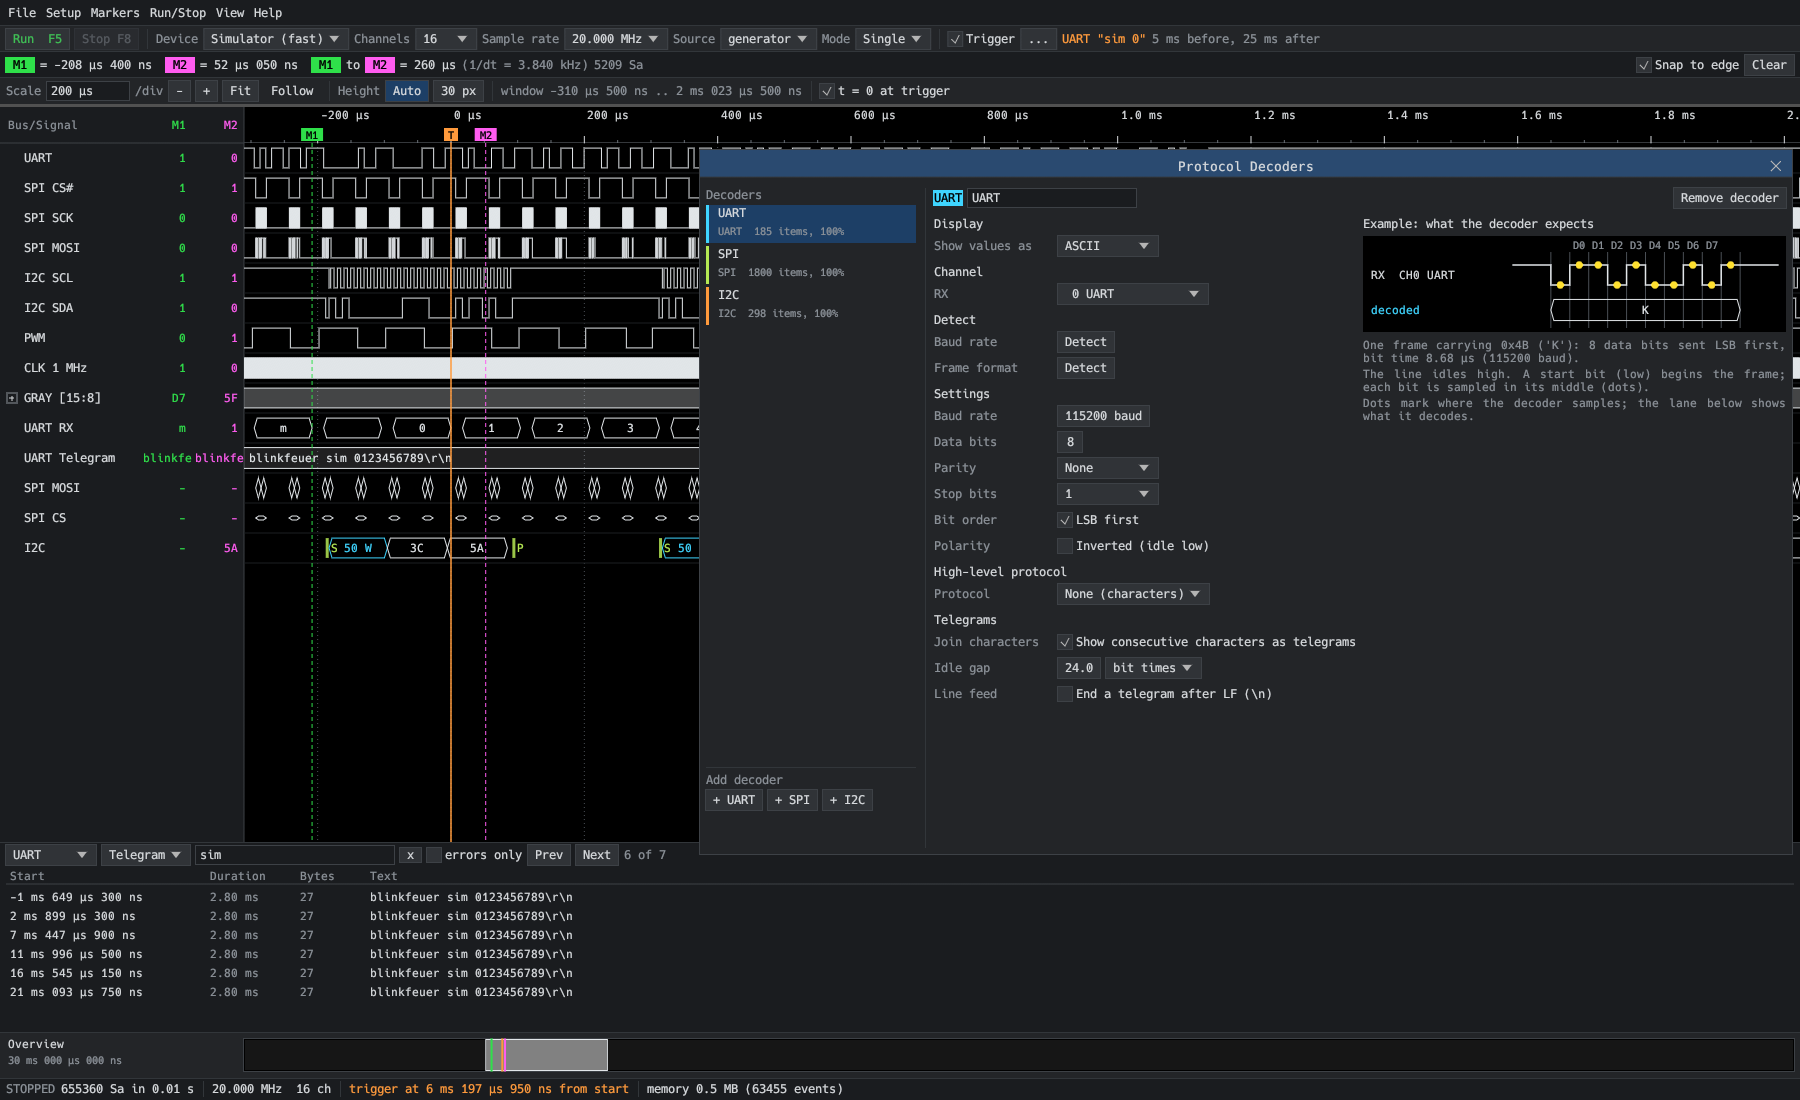 File Setup Markers Run/Stop View Help
Run F5 Stop F8 Device Simulator (fast) Channels 16 Sample rate 20.000 MHz Source generator Mode Single Trigger ... UART "sim 0" 5 ms before, 25 ms after
M1 = -208 µs 400 ns M2 = 52 µs 050 ns M1 to M2 = 260 µs (1/dt = 3.840 kHz) 5209 Sa Snap to edge Clear
Scale 200 µs /div - + Fit Follow Height Auto 30 px window -310 µs 500 ns .. 2 ms 023 µs 500 ns t = 0 at trigger
Bus/Signal M1 M2
-200 µs 0 µs 200 µs 400 µs 600 µs 800 µs 1.0 ms 1.2 ms 1.4 ms 1.6 ms 1.8 ms 2.
M1 T M2
UART 1 0
SPI CS# 1 1
SPI SCK 0 0
SPI MOSI 0 0
I2C SCL 1 1
I2C SDA 1 0
PWM 0 1
CLK 1 MHz 1 0
GRAY [15:8] D7 5F
UART RX m 1 m 0 1 2 3 4
UART Telegram blinkfe blinkfe blinkfeuer sim 0123456789\r\n
SPI MOSI - -
SPI CS - -
I2C - 5A S 50 W 3C 5A P S 50
Protocol Decoders
Decoders
UART
UART 185 items, 100%
SPI
SPI 1800 items, 100%
I2C
I2C 298 items, 100%
Add decoder
+ UART + SPI + I2C
UART UART Remove decoder
Display
Show values as ASCII
Channel
RX 0 UART
Detect
Baud rate Detect
Frame format Detect
Settings
Baud rate 115200 baud
Data bits 8
Parity None
Stop bits 1
Bit order LSB first
Polarity Inverted (idle low)
High-level protocol
Protocol None (characters)
Telegrams
Join characters Show consecutive characters as telegrams
Idle gap 24.0 bit times
Line feed End a telegram after LF (\n)
Example: what the decoder expects
D0 D1 D2 D3 D4 D5 D6 D7
RX CH0 UART
decoded K
One frame carrying 0x4B ('K'): 8 data bits sent LSB first,
bit time 8.68 µs (115200 baud).
The line idles high. A start bit (low) begins the frame;
each bit is sampled in its middle (dots).
Dots mark where the decoder samples; the lane below shows
what it decodes.
UART Telegram sim x errors only Prev Next 6 of 7
Start Duration Bytes Text
-1 ms 649 µs 300 ns 2.80 ms 27 blinkfeuer sim 0123456789\r\n
2 ms 899 µs 300 ns 2.80 ms 27 blinkfeuer sim 0123456789\r\n
7 ms 447 µs 900 ns 2.80 ms 27 blinkfeuer sim 0123456789\r\n
11 ms 996 µs 500 ns 2.80 ms 27 blinkfeuer sim 0123456789\r\n
16 ms 545 µs 150 ns 2.80 ms 27 blinkfeuer sim 0123456789\r\n
21 ms 093 µs 750 ns 2.80 ms 27 blinkfeuer sim 0123456789\r\n
Overview
30 ms 000 µs 000 ns
STOPPED 655360 Sa in 0.01 s 20.000 MHz 16 ch trigger at 6 ms 197 µs 950 ns from start memory 0.5 MB (63455 events)